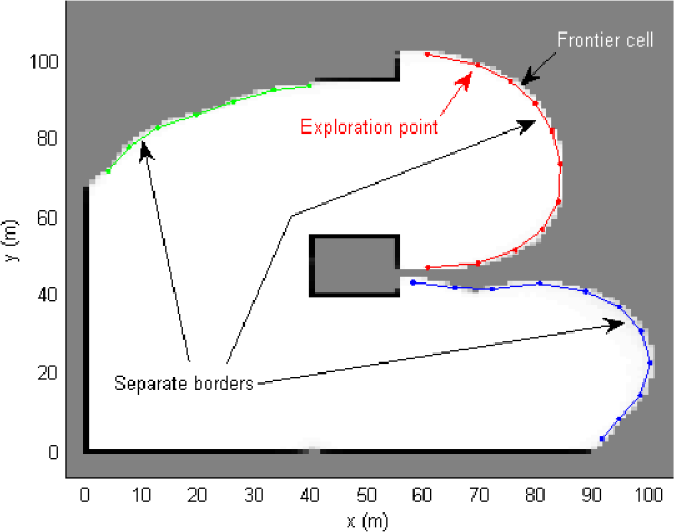 100
Frontier cell
80
Exploration point
60
y (m)
40
20
Separate borders
0
0 10 20 30 40 50 60 70 80 90 100
x (m)